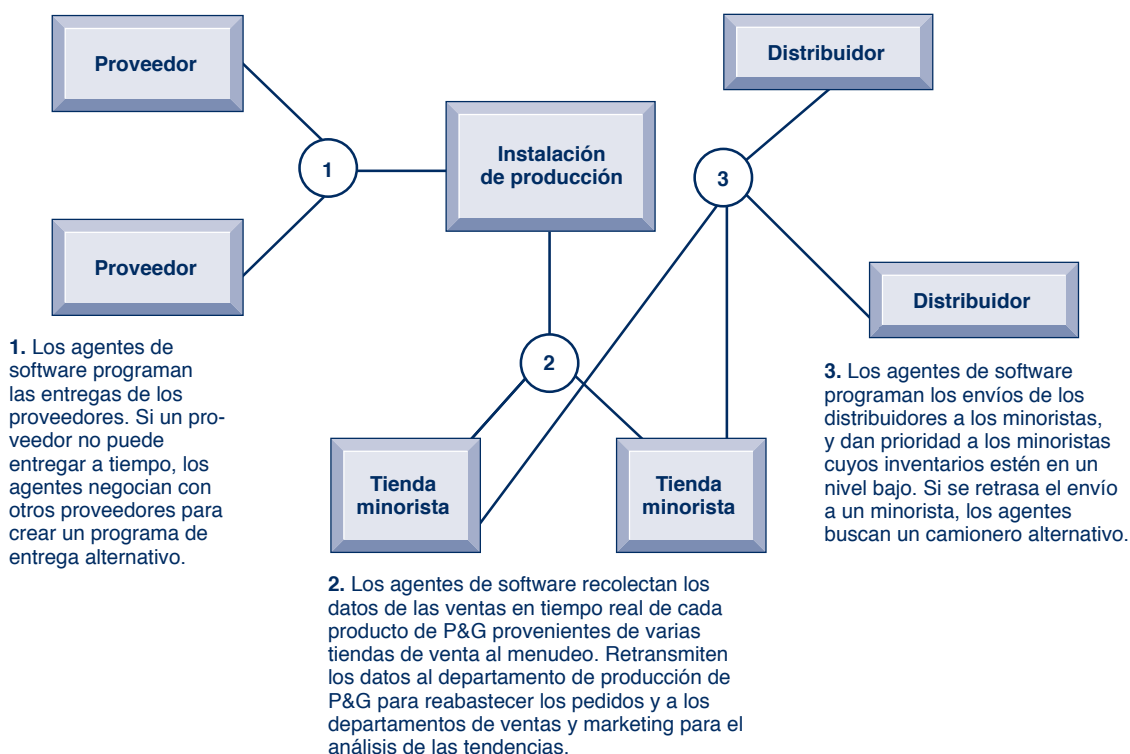 Proveedor
Distribuidor
1
Instalación
de producción
3
Proveedor
Distribuidor
2
Tienda
minorista
Tienda
minorista
1. Los agentes de
software programan
las entregas de los
proveedores. Si un pro-
veedor no puede
entregar a tiempo, los
agentes negocian con
otros proveedores para
crear un programa de
entrega alternativo.
3. Los agentes de software
programan los envíos de los
distribuidores a los minoristas,
y dan prioridad a los minoristas
cuyos inventarios estén en un
nivel bajo. Si se retrasa el envío
a un minorista, los agentes
buscan un camionero alternativo.
2. Los agentes de software recolectan los
datos de las ventas en tiempo real de cada
producto de P&G provenientes de varias
tiendas de venta al menudeo. Retransmiten
los datos al departamento de producción de
P&G para reabastecer los pedidos y a los
departamentos de ventas y marketing para el
análisis de las tendencias.